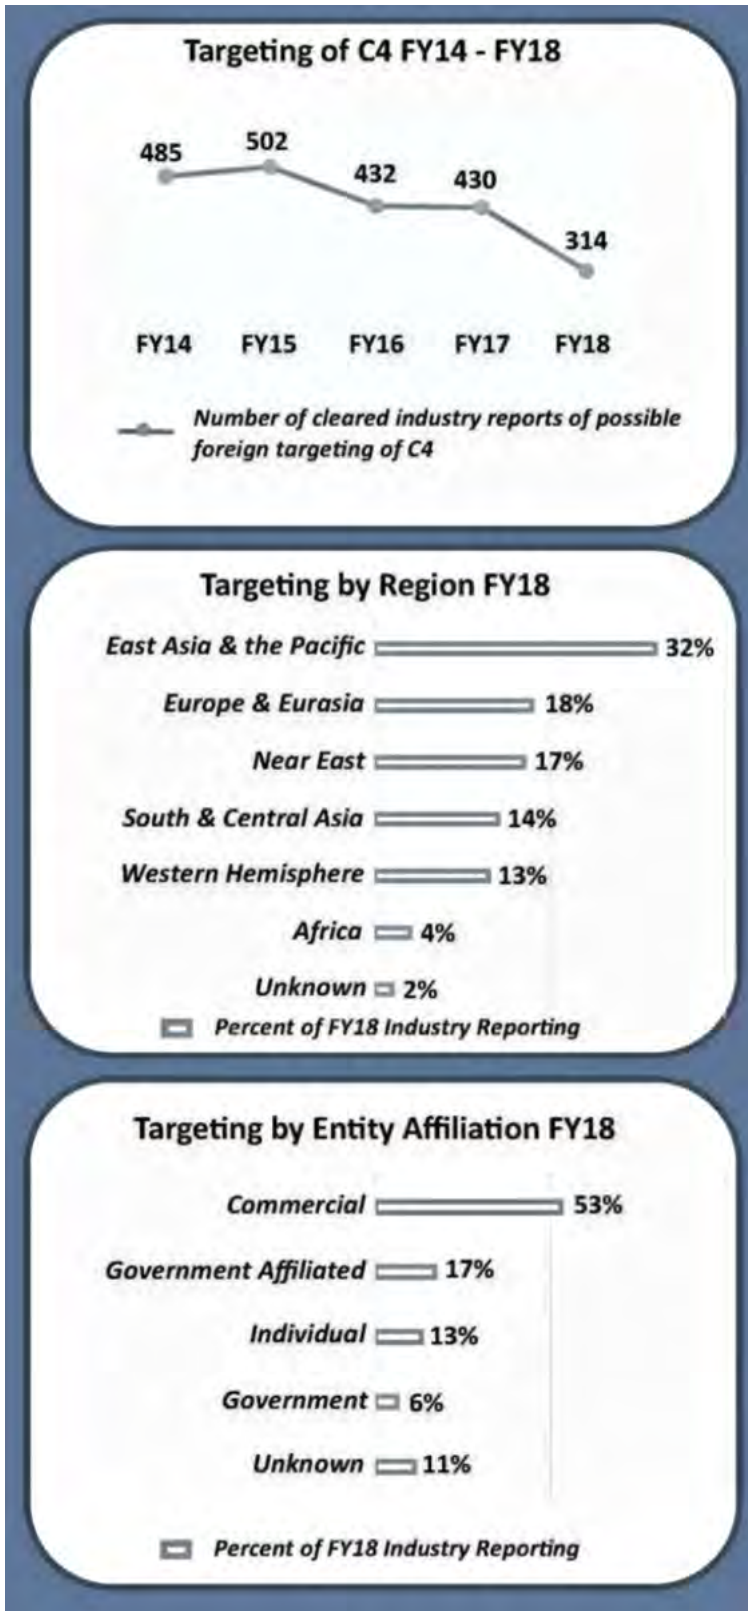 Targeting of C4 FY14 - FY18
485
502
432
430
314
FY14 FY15 FY16 FY17 FY18
Number of cleared industry reports of possible
foreign targeting of C4
Targeting by Region FY18
East Asia & the Pacific 32%
Europe & Eurasia 18%
Near East 17%
South & Central Asia 14%
Western Hemisphere 13%
Africa 4%
Unknown 2%
Percent of FY18 Industry Reporting
Targeting by Entity Affiliation FY18
Commercial 53%
Government Affiliated 17%
Individual 13%
Government 6%
Unknown 11%
Percent of FY18 Industry Reporting